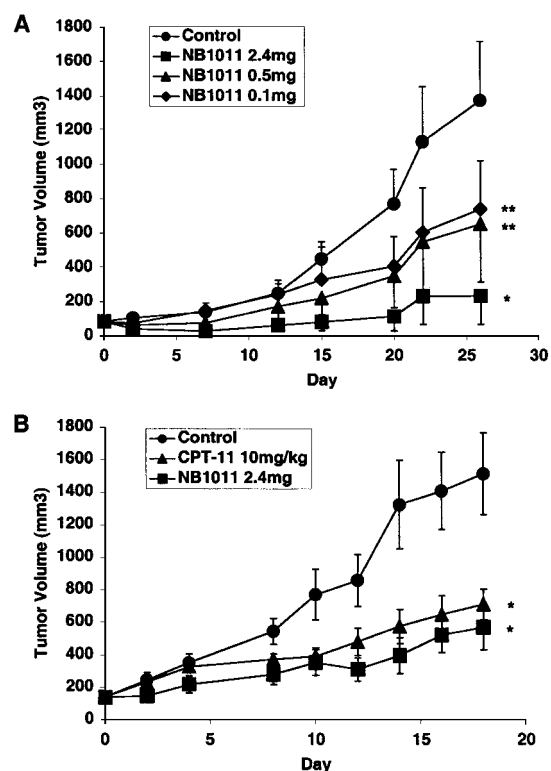 A
Control
NB1011 2.4mg
NB1011 0.5mg
NB1011 0.1mg
Tumor Volume (mm3)
1800
1600
1400
1200
1000
800
600
400
200
0
**
**
*
0 5 10 15 20 25 30
Day
B
Control
CPT-11 10mg/kg
NB1011 2.4mg
Tumor Volume (mm3)
1800
1600
1400
1200
1000
800
600
400
200
0
*
*
0 5 10 15 20
Day